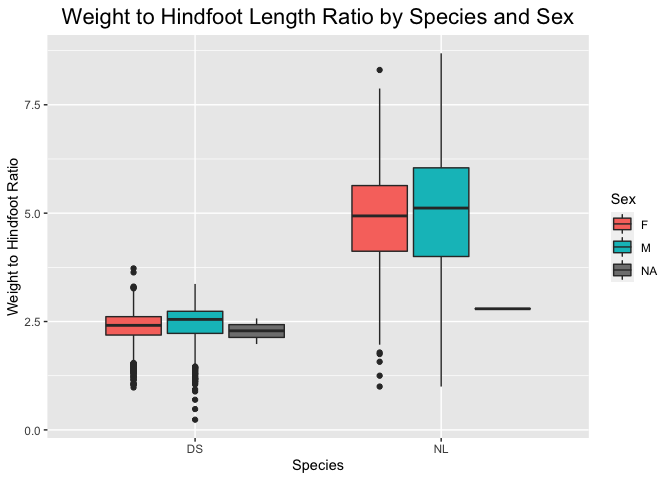 Weight to Hindfoot Length Ratio by Species and Sex
Weight to Hindfoot Ratio
7.5
5.0
2.5
0.0
DS
NL
Species
Sex
F
M
NA